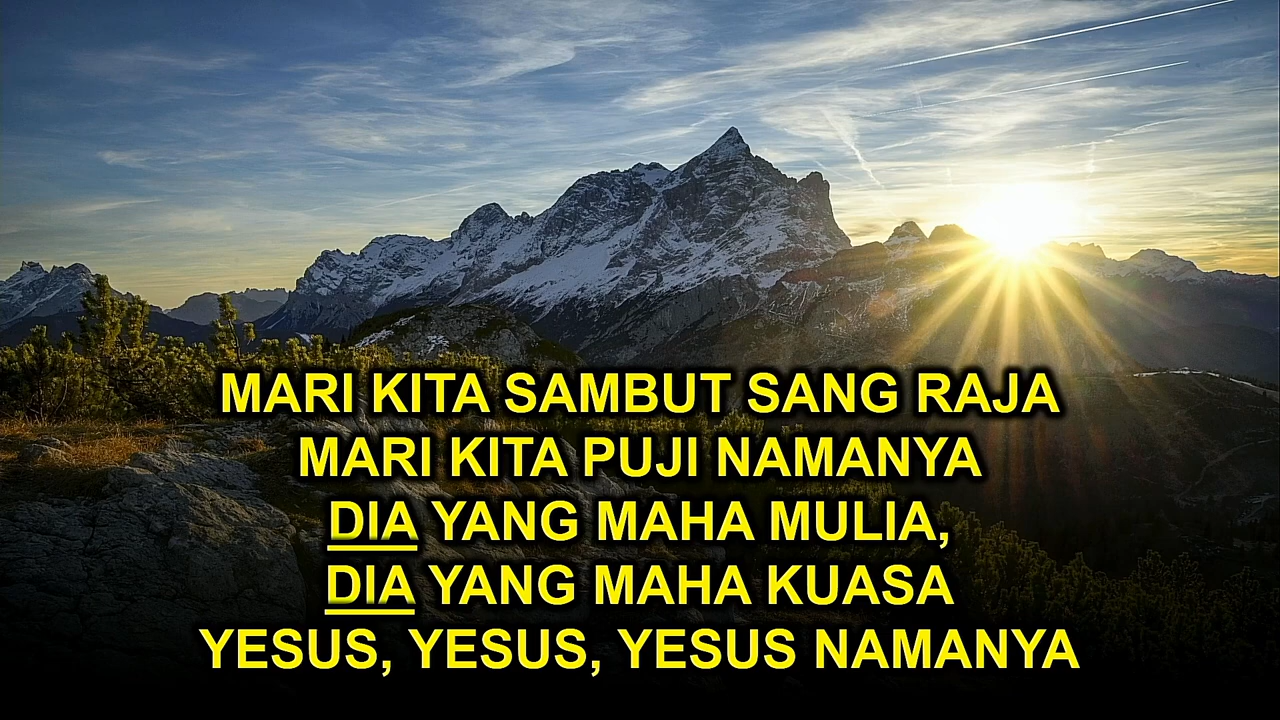 MARI KITA SAMBUT SANG RAJA
MARI KITA PUJI NAMANYA
DIA YANG MAHA MULIA,
DIA YANG MAHA KUASA
YESUS, YESUS, YESUS NAMANYA